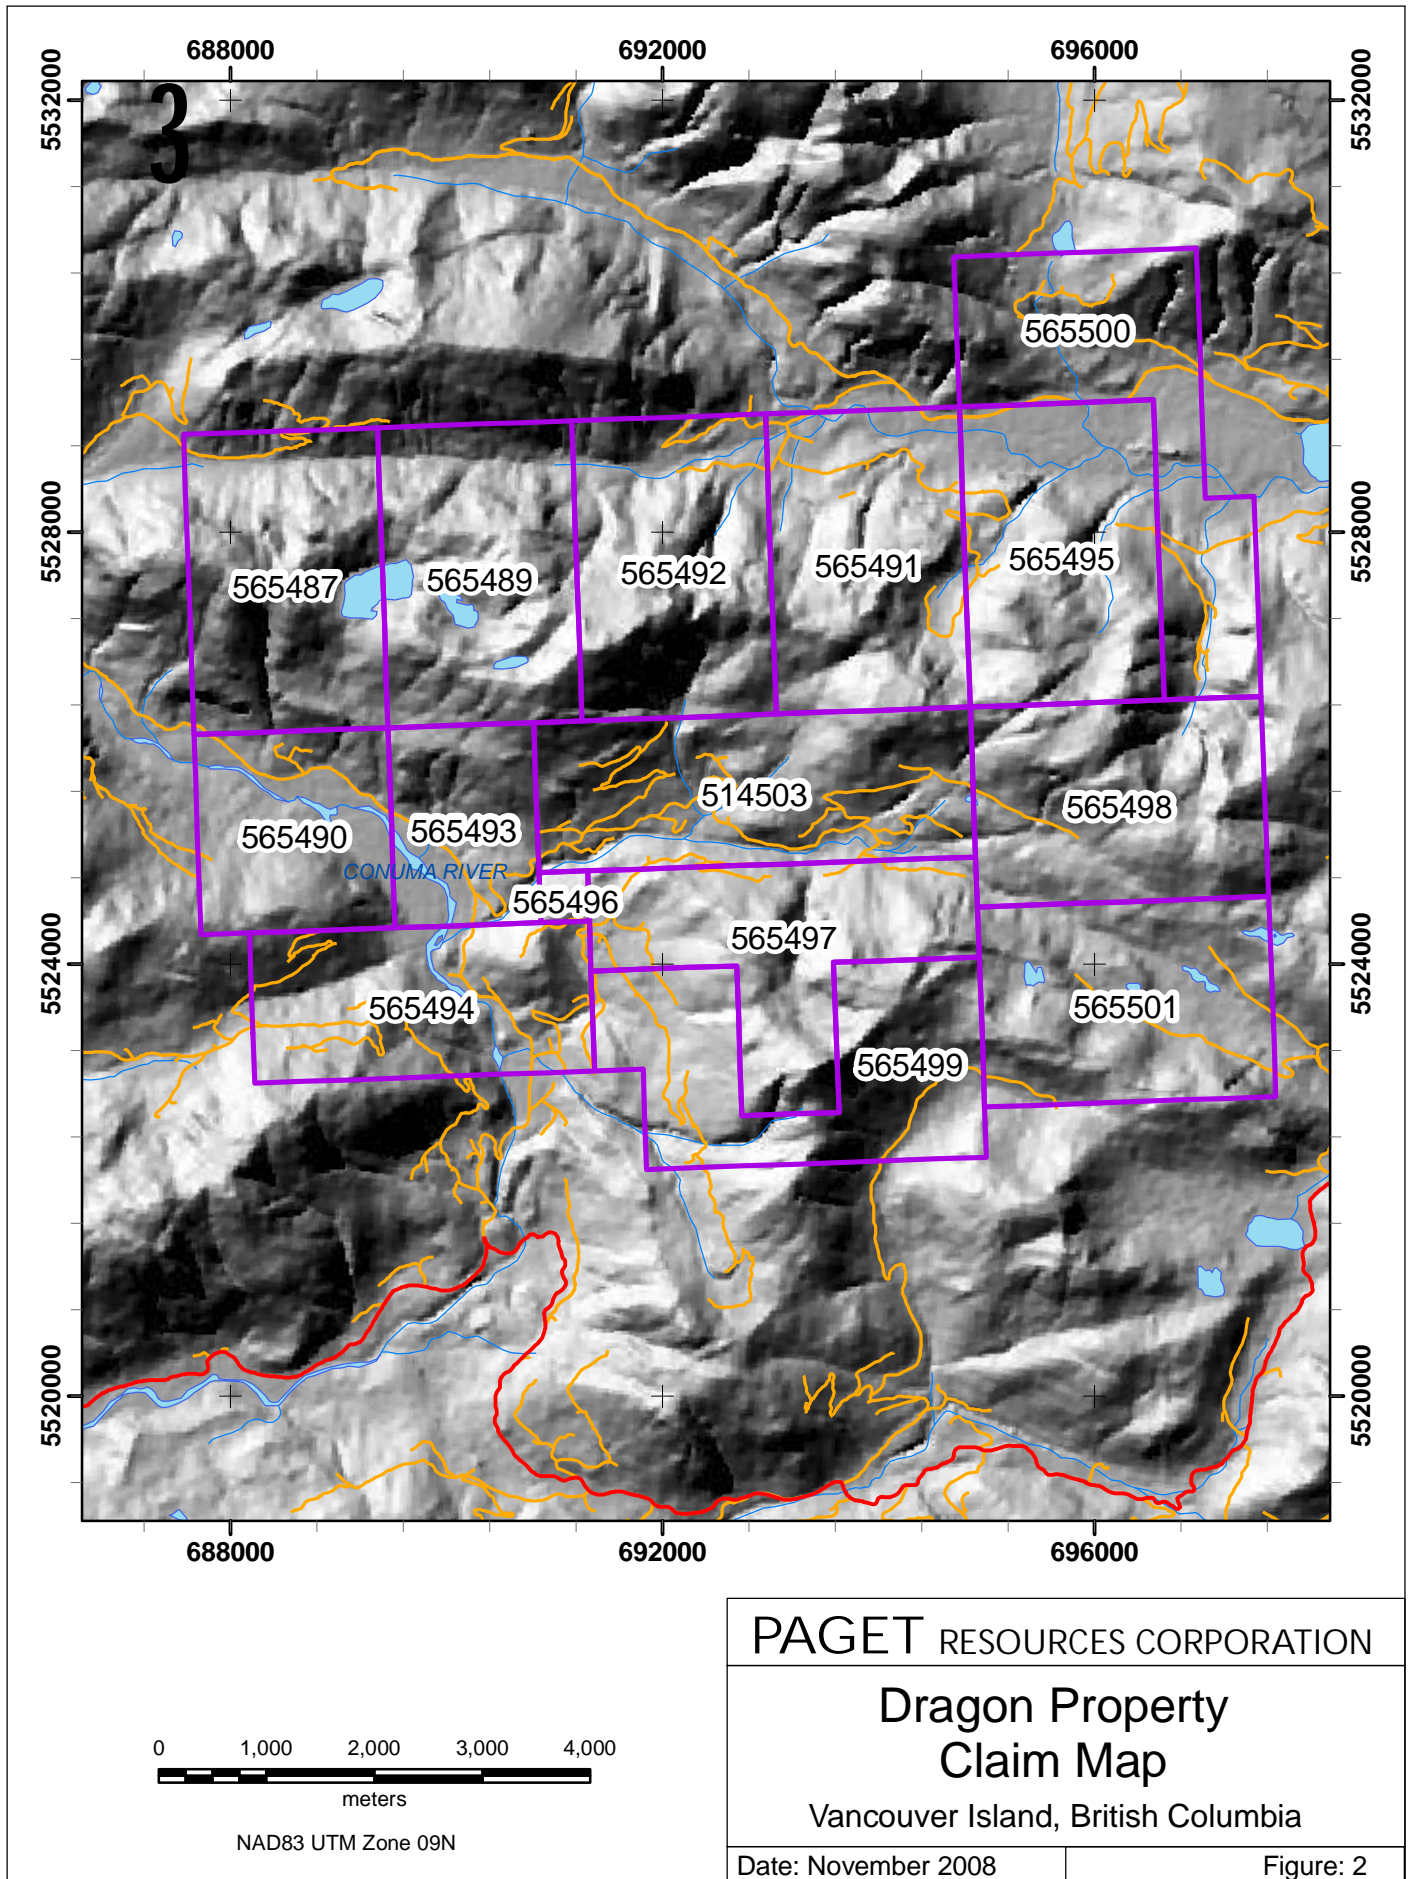 688000 692000 696000
5532000 5532000
3
565500
5528000 5528000
565487 565489 565492 565491 565495
514503
565490 565493 565498
CONUMA RIVER
565496
565497
5524000 5524000
565494 565501
565499
5520000 5520000
688000 692000 696000
PAGET RESOURCES CORPORATION
Dragon Property
Claim Map
Vancouver Island, British Columbia
Date: November 2008 Figure: 2
0 1,000 2,000 3,000 4,000
meters
NAD83 UTM Zone 09N